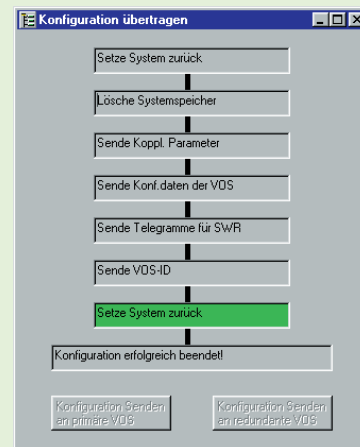 Konfiguration übertragen
Setze System zurück
Lösche Systemspeicher
Sende Koppl. Parameter
Sende Konf.daten der VOS
Sende Telegramme für SWR
Sende VOS-ID
Setze System zurück
Konfiguration erfolgreich beendet!
Konfiguration Senden
an primäre VOS
Konfiguration Senden
an redundante VOS